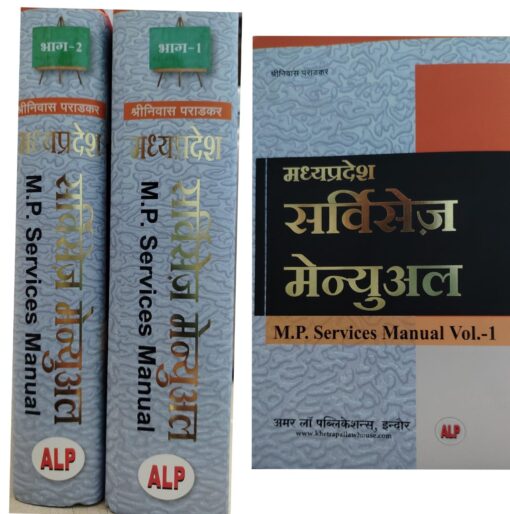 भाग-2
श्रीनिवास पराडकर
मध्यप्रदेश
सर्विसेज़ मेन्युअल
M.P. Services Manual
ALP
भाग-1
श्रीनिवास पराडकर
मध्यप्रदेश
सर्विसेज़ मेन्युअल
M.P. Services Manual
ALP
श्रीनिवास पराडकर
मध्यप्रदेश
सर्विसेज़
मेन्युअल
M.P. Services Manual Vol.-1
अमर लॉ पब्लिकेशन्स, इन्दौर
www.khetrapallawhouse.com
ALP